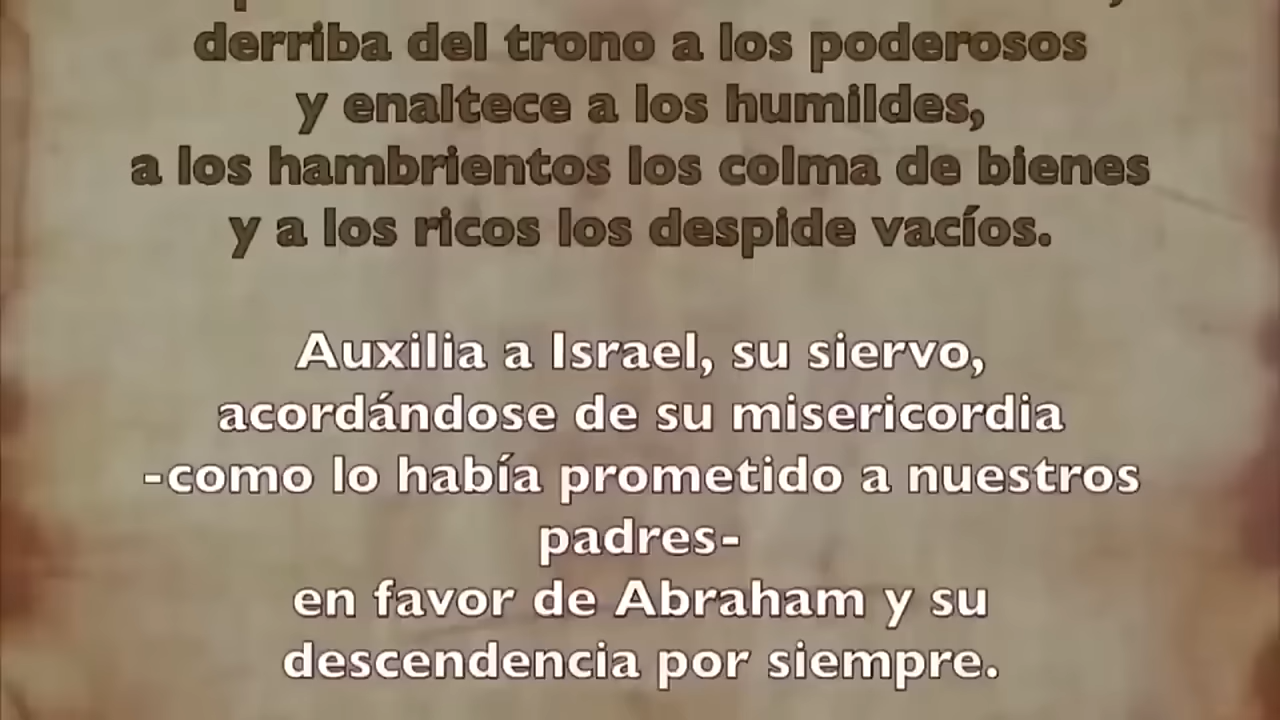 derriba del trono a los poderosos
y enaltece a los humildes,
a los hambrientos los colma de bienes
y a los ricos los despide vacíos.
Auxilia a Israel, su siervo,
acordándose de su misericordia
-como lo había prometido a nuestros
padres-
en favor de Abraham y su
descendencia por siempre.